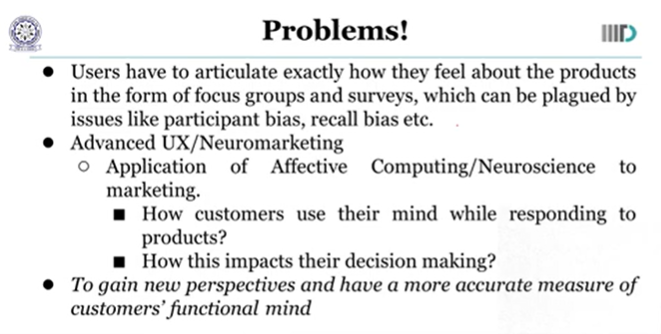 Problems!
● Users have to articulate exactly how they feel about the products
in the form of focus groups and surveys, which can be plagued by
issues like participant bias, recall bias etc.
● Advanced UX/Neuromarketing
○ Application of Affective Computing/Neuroscience to
marketing.
■ How customers use their mind while responding to
products?
■ How this impacts their decision making?
● To gain new perspectives and have a more accurate measure of
customers' functional mind